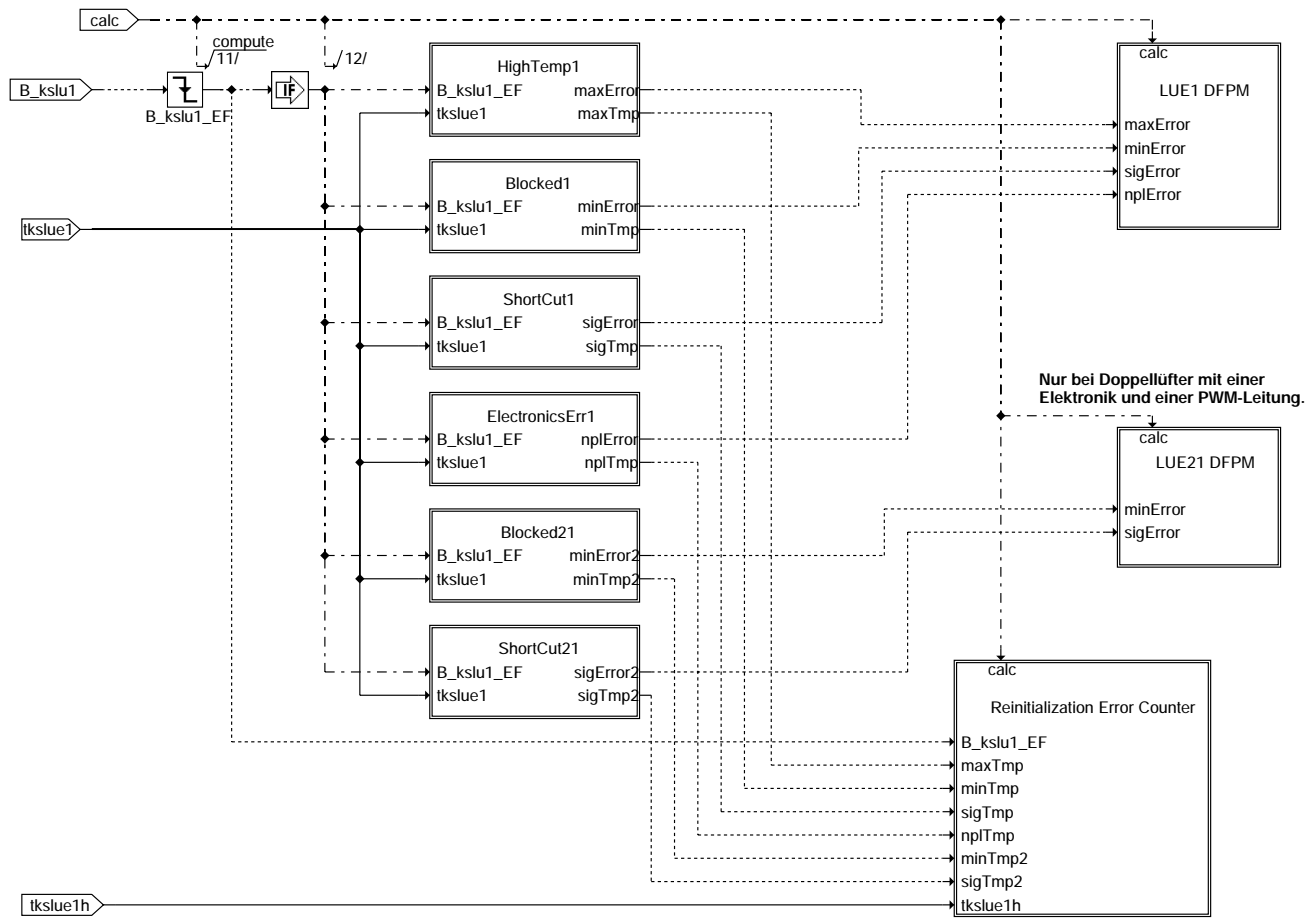 calc
compute
/11/
/12/
B_kslu1
B_kslu1_EF
IF
tkslue1
HighTemp1
B_kslu1_EF
maxError
tkslue1
maxTmp
Blocked1
B_kslu1_EF
minError
tkslue1
minTmp
ShortCut1
B_kslu1_EF
sigError
tkslue1
sigTmp
ElectronicsErr1
B_kslu1_EF
nplError
tkslue1
nplTmp
Blocked21
B_kslu1_EF
minError2
tkslue1
minTmp2
ShortCut21
B_kslu1_EF
sigError2
tkslue1
sigTmp2
calc
LUE1 DFPM
maxError
minError
sigError
nplError
Nur bei Doppellüfter mit einer
Elektronik und einer PWM-Leitung.
calc
LUE21 DFPM
minError
sigError
calc
Reinitialization Error Counter
B_kslu1_EF
maxTmp
minTmp
sigTmp
nplTmp
minTmp2
sigTmp2
tkslue1h
tkslue1h